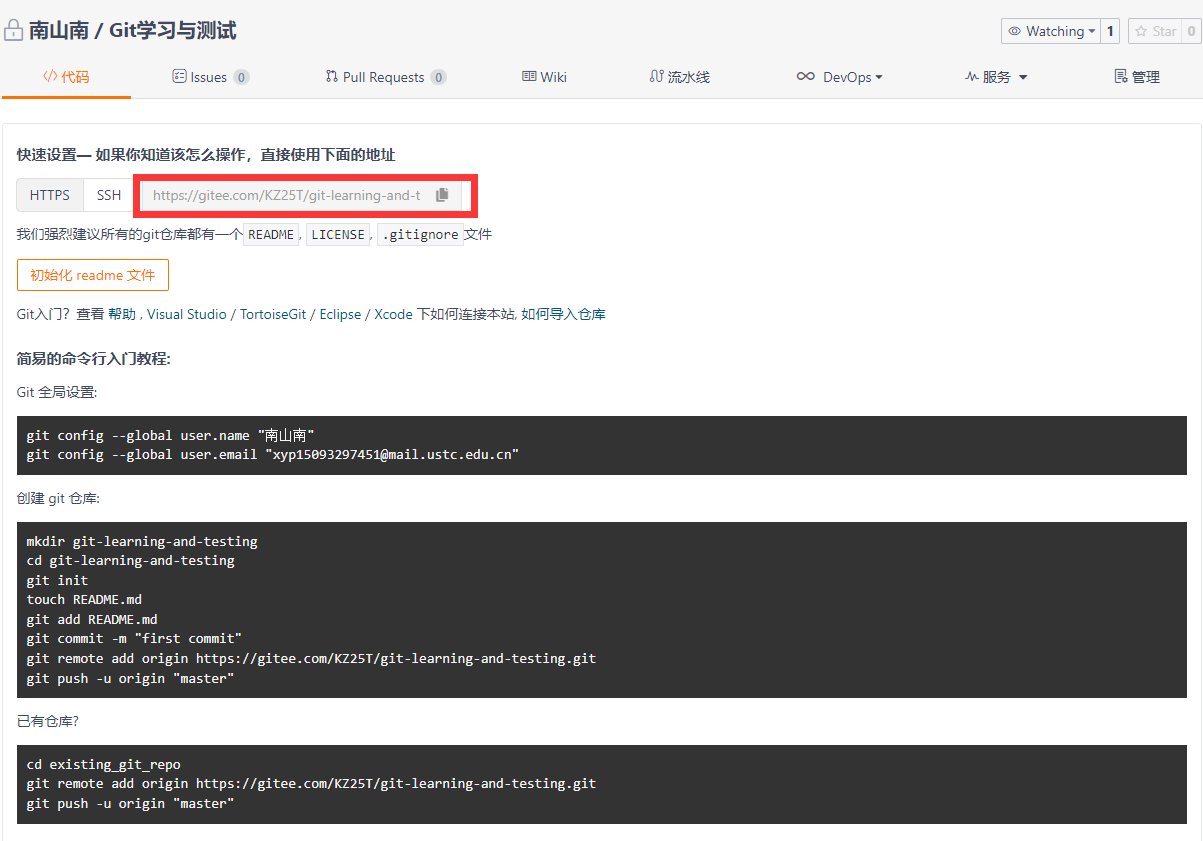 南山南 / Git学习与测试
Watching 1 Star 0
代码 Issues 0 Pull Requests 0 Wiki 流水线 DevOps 服务 管理
快速设置— 如果你知道该怎么操作，直接使用下面的地址
HTTPS SSH https://gitee.com/KZ25T/git-learning-and-t
我们强烈建议所有的git仓库都有一个 README , LICENSE , .gitignore 文件
初始化 readme 文件
Git入门？查看 帮助 , Visual Studio / TortoiseGit / Eclipse / Xcode 下如何连接本站, 如何导入仓库
简易的命令行入门教程:
Git 全局设置:
git config --global user.name "南山南"
git config --global user.email "xyp15093297451@mail.ustc.edu.cn"
创建 git 仓库:
mkdir git-learning-and-testing
cd git-learning-and-testing
git init
touch README.md
git add README.md
git commit -m "first commit"
git remote add origin https://gitee.com/KZ25T/git-learning-and-testing.git
git push -u origin "master"
已有仓库?
cd existing_git_repo
git remote add origin https://gitee.com/KZ25T/git-learning-and-testing.git
git push -u origin "master"